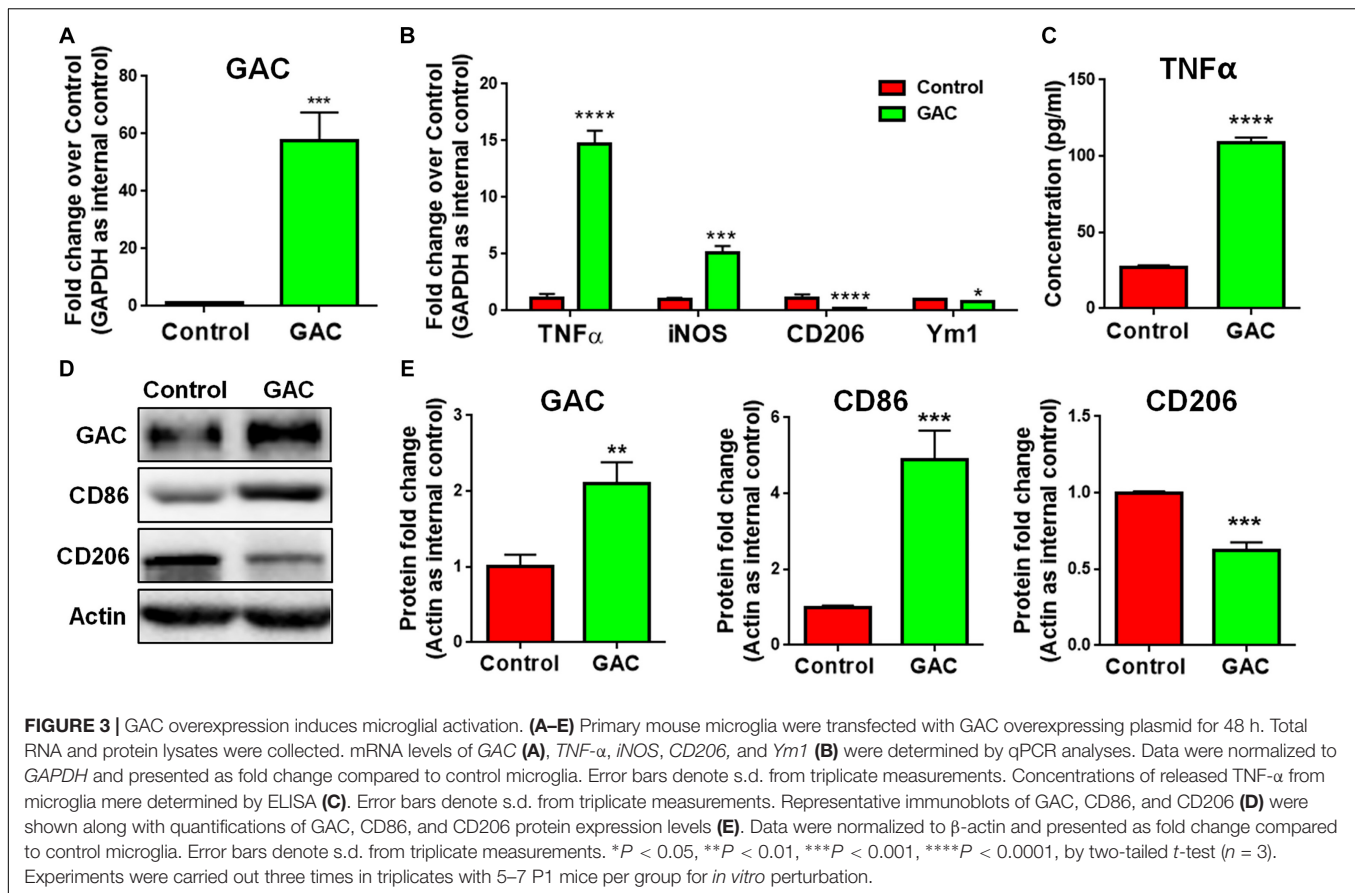 A
GAC
Fold change over Control
(GAPDH as internal control)
80
60
40
20
0
***
Control
GAC
B
Fold change over Control
(GAPDH as internal control)
20
15
10
5
0
Control
GAC
****
***
****
*
TNFα
iNOS
CD206
Ym1
C
TNFα
Concentration (pg/ml)
150
100
50
0
****
Control
GAC
D
Control
GAC
GAC
CD86
CD206
Actin
E
GAC
Protein fold change
(Actin as internal control)
3
2
1
0
**
Control
GAC
CD86
Protein fold change
(Actin as internal control)
6
4
2
0
***
Control
GAC
CD206
Protein fold change
(Actin as internal control)
1.5
1.0
0.5
0.0
***
Control
GAC
FIGURE 3 | GAC overexpression induces microglial activation. (A–E) Primary mouse microglia were transfected with GAC overexpressing plasmid for 48 h. Total
RNA and protein lysates were collected. mRNA levels of GAC (A), TNF-α, iNOS, CD206, and Ym1 (B) were determined by qPCR analyses. Data were normalized to
GAPDH and presented as fold change compared to control microglia. Error bars denote s.d. from triplicate measurements. Concentrations of released TNF-α from
microglia mere determined by ELISA (C). Error bars denote s.d. from triplicate measurements. Representative immunoblots of GAC, CD86, and CD206 (D) were
shown along with quantifications of GAC, CD86, and CD206 protein expression levels (E). Data were normalized to β-actin and presented as fold change compared
to control microglia. Error bars denote s.d. from triplicate measurements. *P < 0.05, **P < 0.01, ***P < 0.001, ****P < 0.0001, by two-tailed t-test (n = 3).
Experiments were carried out three times in triplicates with 5–7 P1 mice per group for in vitro perturbation.